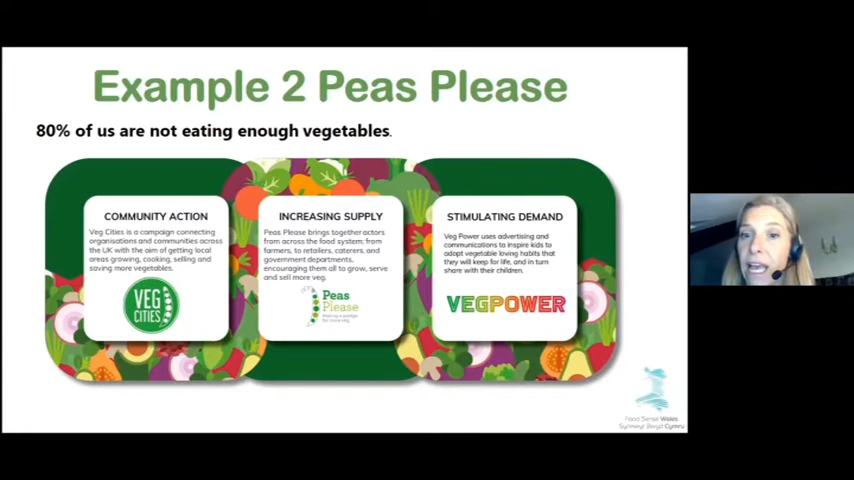 Example 2 Peas Please
80% of us are not eating enough vegetables.
COMMUNITY ACTION
Veg Cities is a campaign connecting
organisations and communities across
the UK with the aim of getting local
areas growing, cooking, selling and
saving more vegetables.
VEG
CITIES
INCREASING SUPPLY
Peas Please brings together actors
from across the food system; from
farmers, to retailers, caterers, and
government departments,
encouraging them all to grow, serve
and sell more veg.
Peas
Please
Making a pledge
for more veg
STIMULATING DEMAND
Veg Power uses advertising and
communications to inspire kids to
adopt vegetable loving habits that
they will keep for life, and in turn
share with their children.
VEGPOWER
Food Sense Wales
Synnwyr Bwyd Cymru